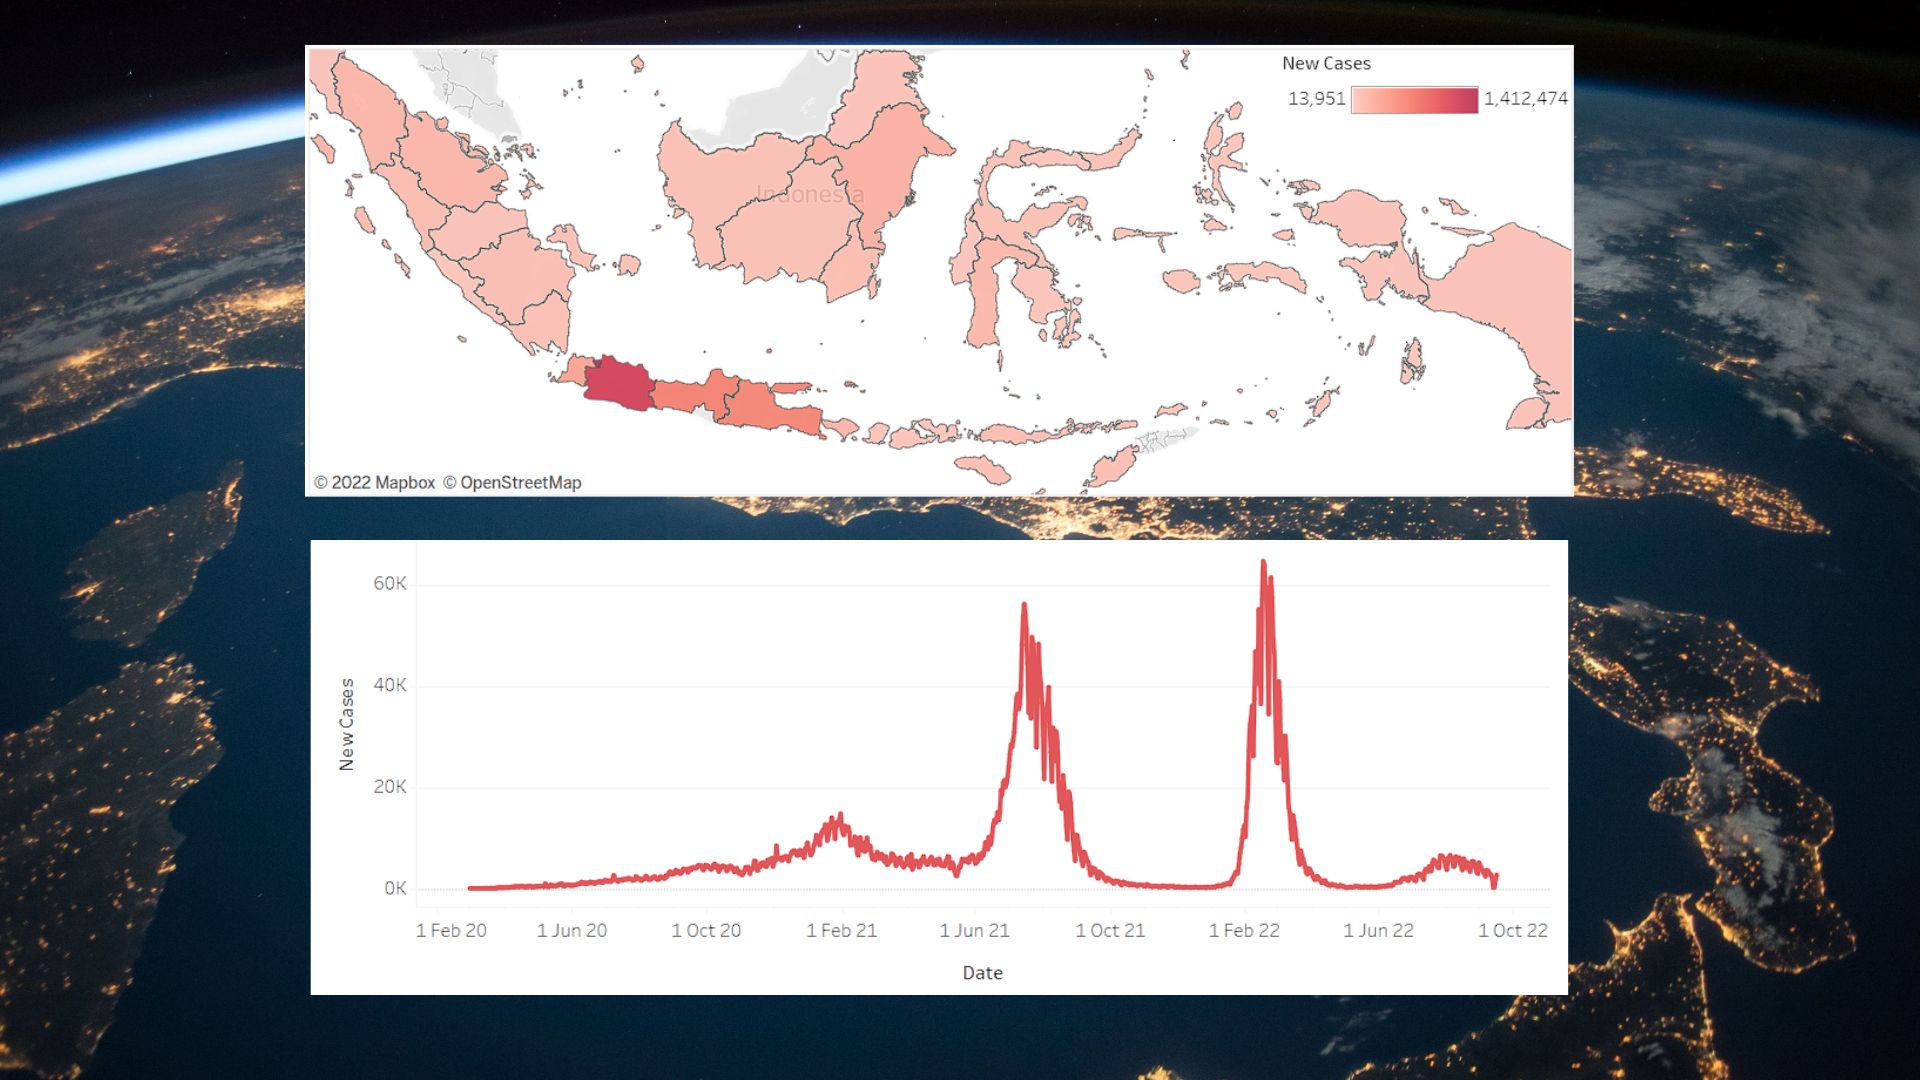 New Cases
13,951 1,412,474
Indonesia
© 2022 Mapbox © OpenStreetMap
60K
40K
20K
0K
New Cases
1 Feb 20 1 Jun 20 1 Oct 20 1 Feb 21 1 Jun 21 1 Oct 21 1 Feb 22 1 Jun 22 1 Oct 22
Date